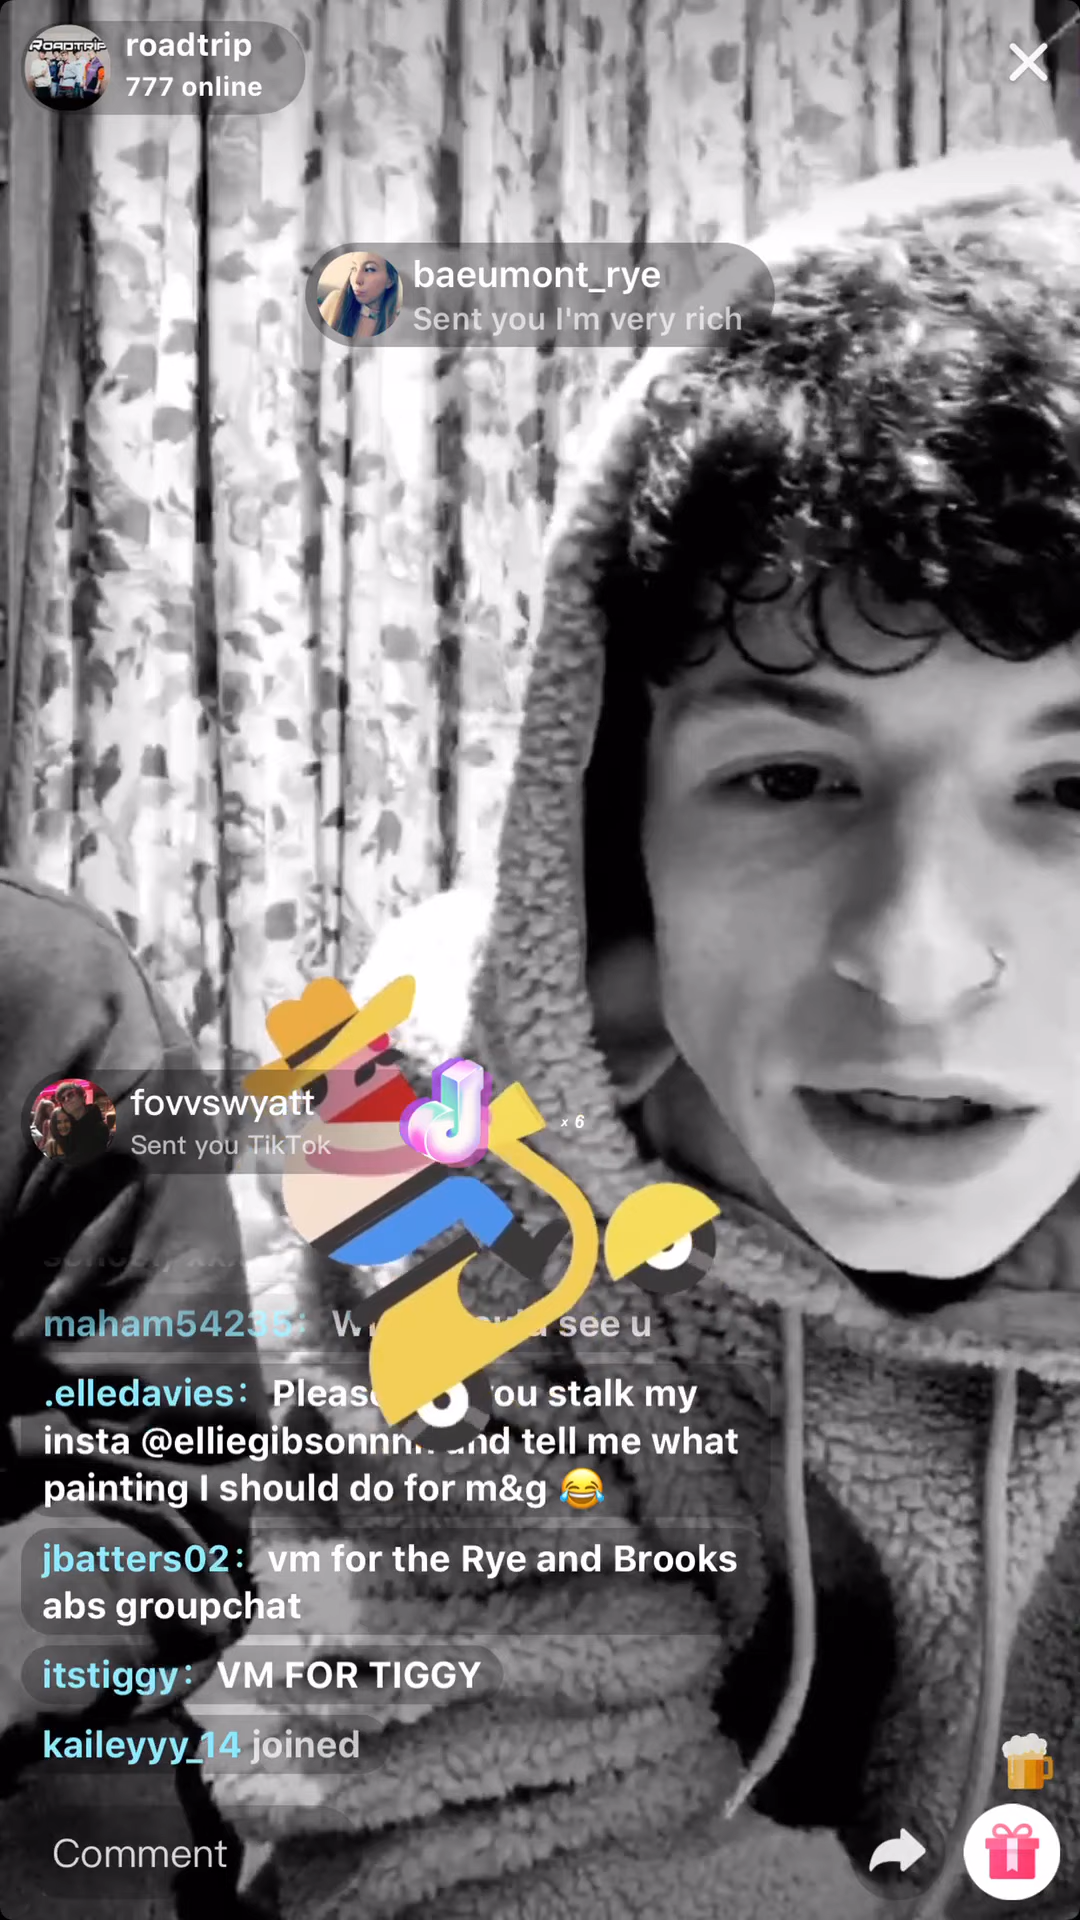 ROADTRIP
roadtrip
777 online
baeumont_rye
Sent you I'm very rich
fovvswyatt
Sent you TikTok
x 6
maham54235: see u
.elledavies: ou stalk my
insta @elliegibsonnn nd tell me what
painting I should do for m&g 😂
jbatters02: vm for the Rye and Brooks
abs groupchat
itstiggy: VM FOR TIGGY
kaileyyy_14 joined
Comment